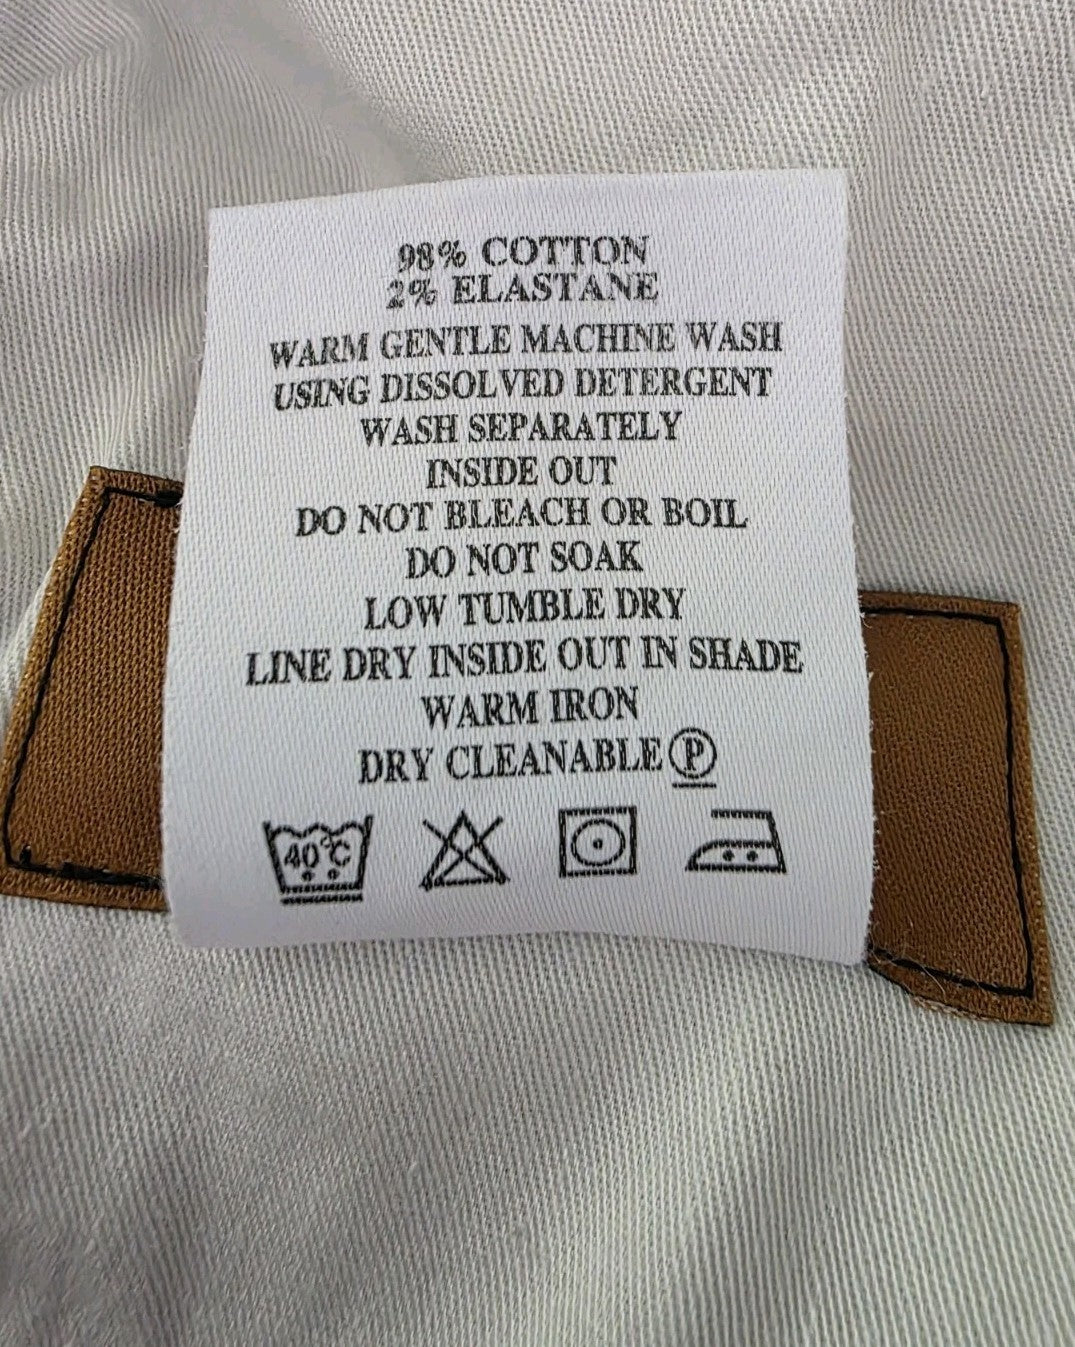 98% COTTON
2% ELASTANE
WARM GENTLE MACHINE WASH
USING DISSOLVED DETERGENT
WASH SEPARATELY
INSIDE OUT
DO NOT BLEACH OR BOIL
DO NOT SOAK
LOW TUMBLE DRY
LINE DRY INSIDE OUT IN SHADE
WARM IRON
DRY CLEANABLE Ⓟ
40°C